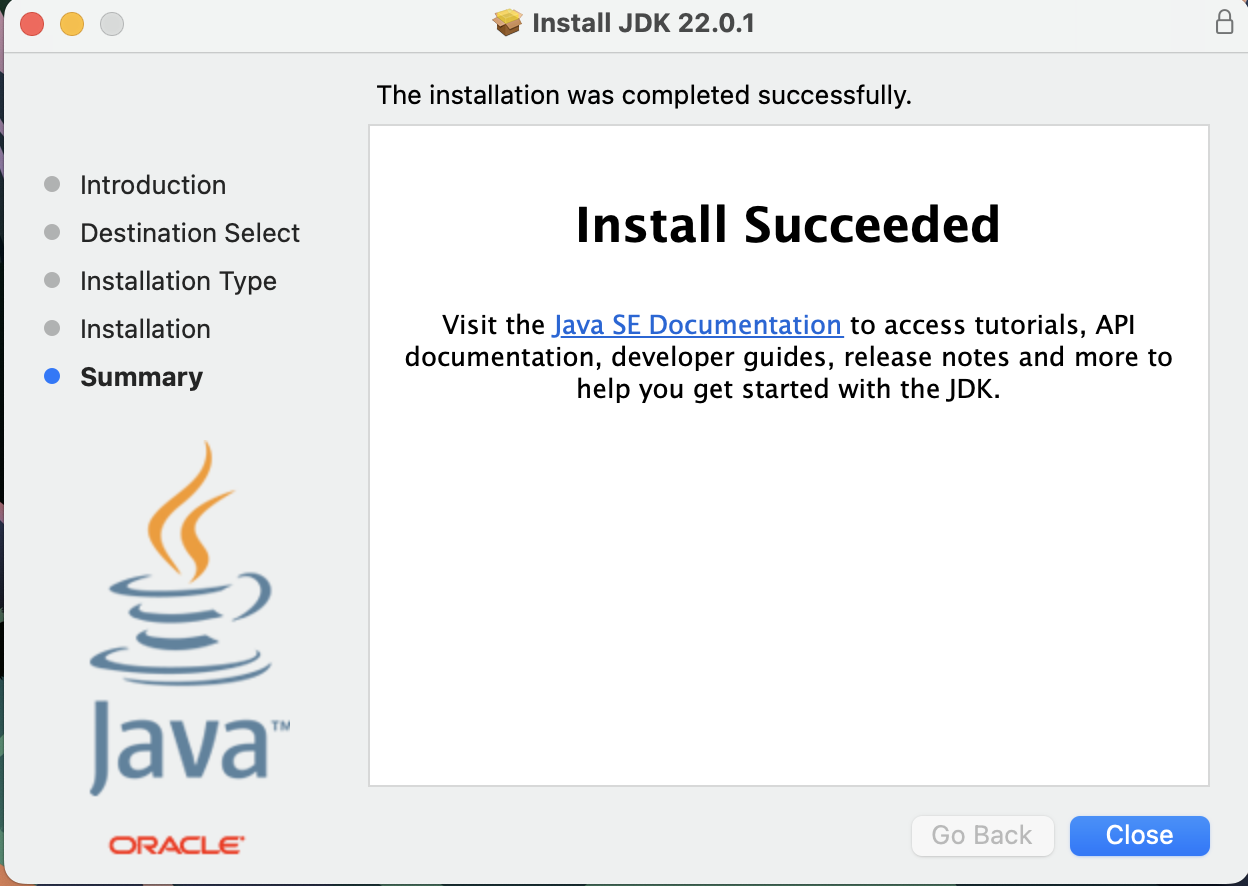 Install JDK 22.0.1
The installation was completed successfully.
Introduction
Destination Select
Installation Type
Installation
Summary
Install Succeeded
Visit the Java SE Documentation to access tutorials, API
documentation, developer guides, release notes and more to
help you get started with the JDK.
Java™
ORACLE®
Go Back
Close